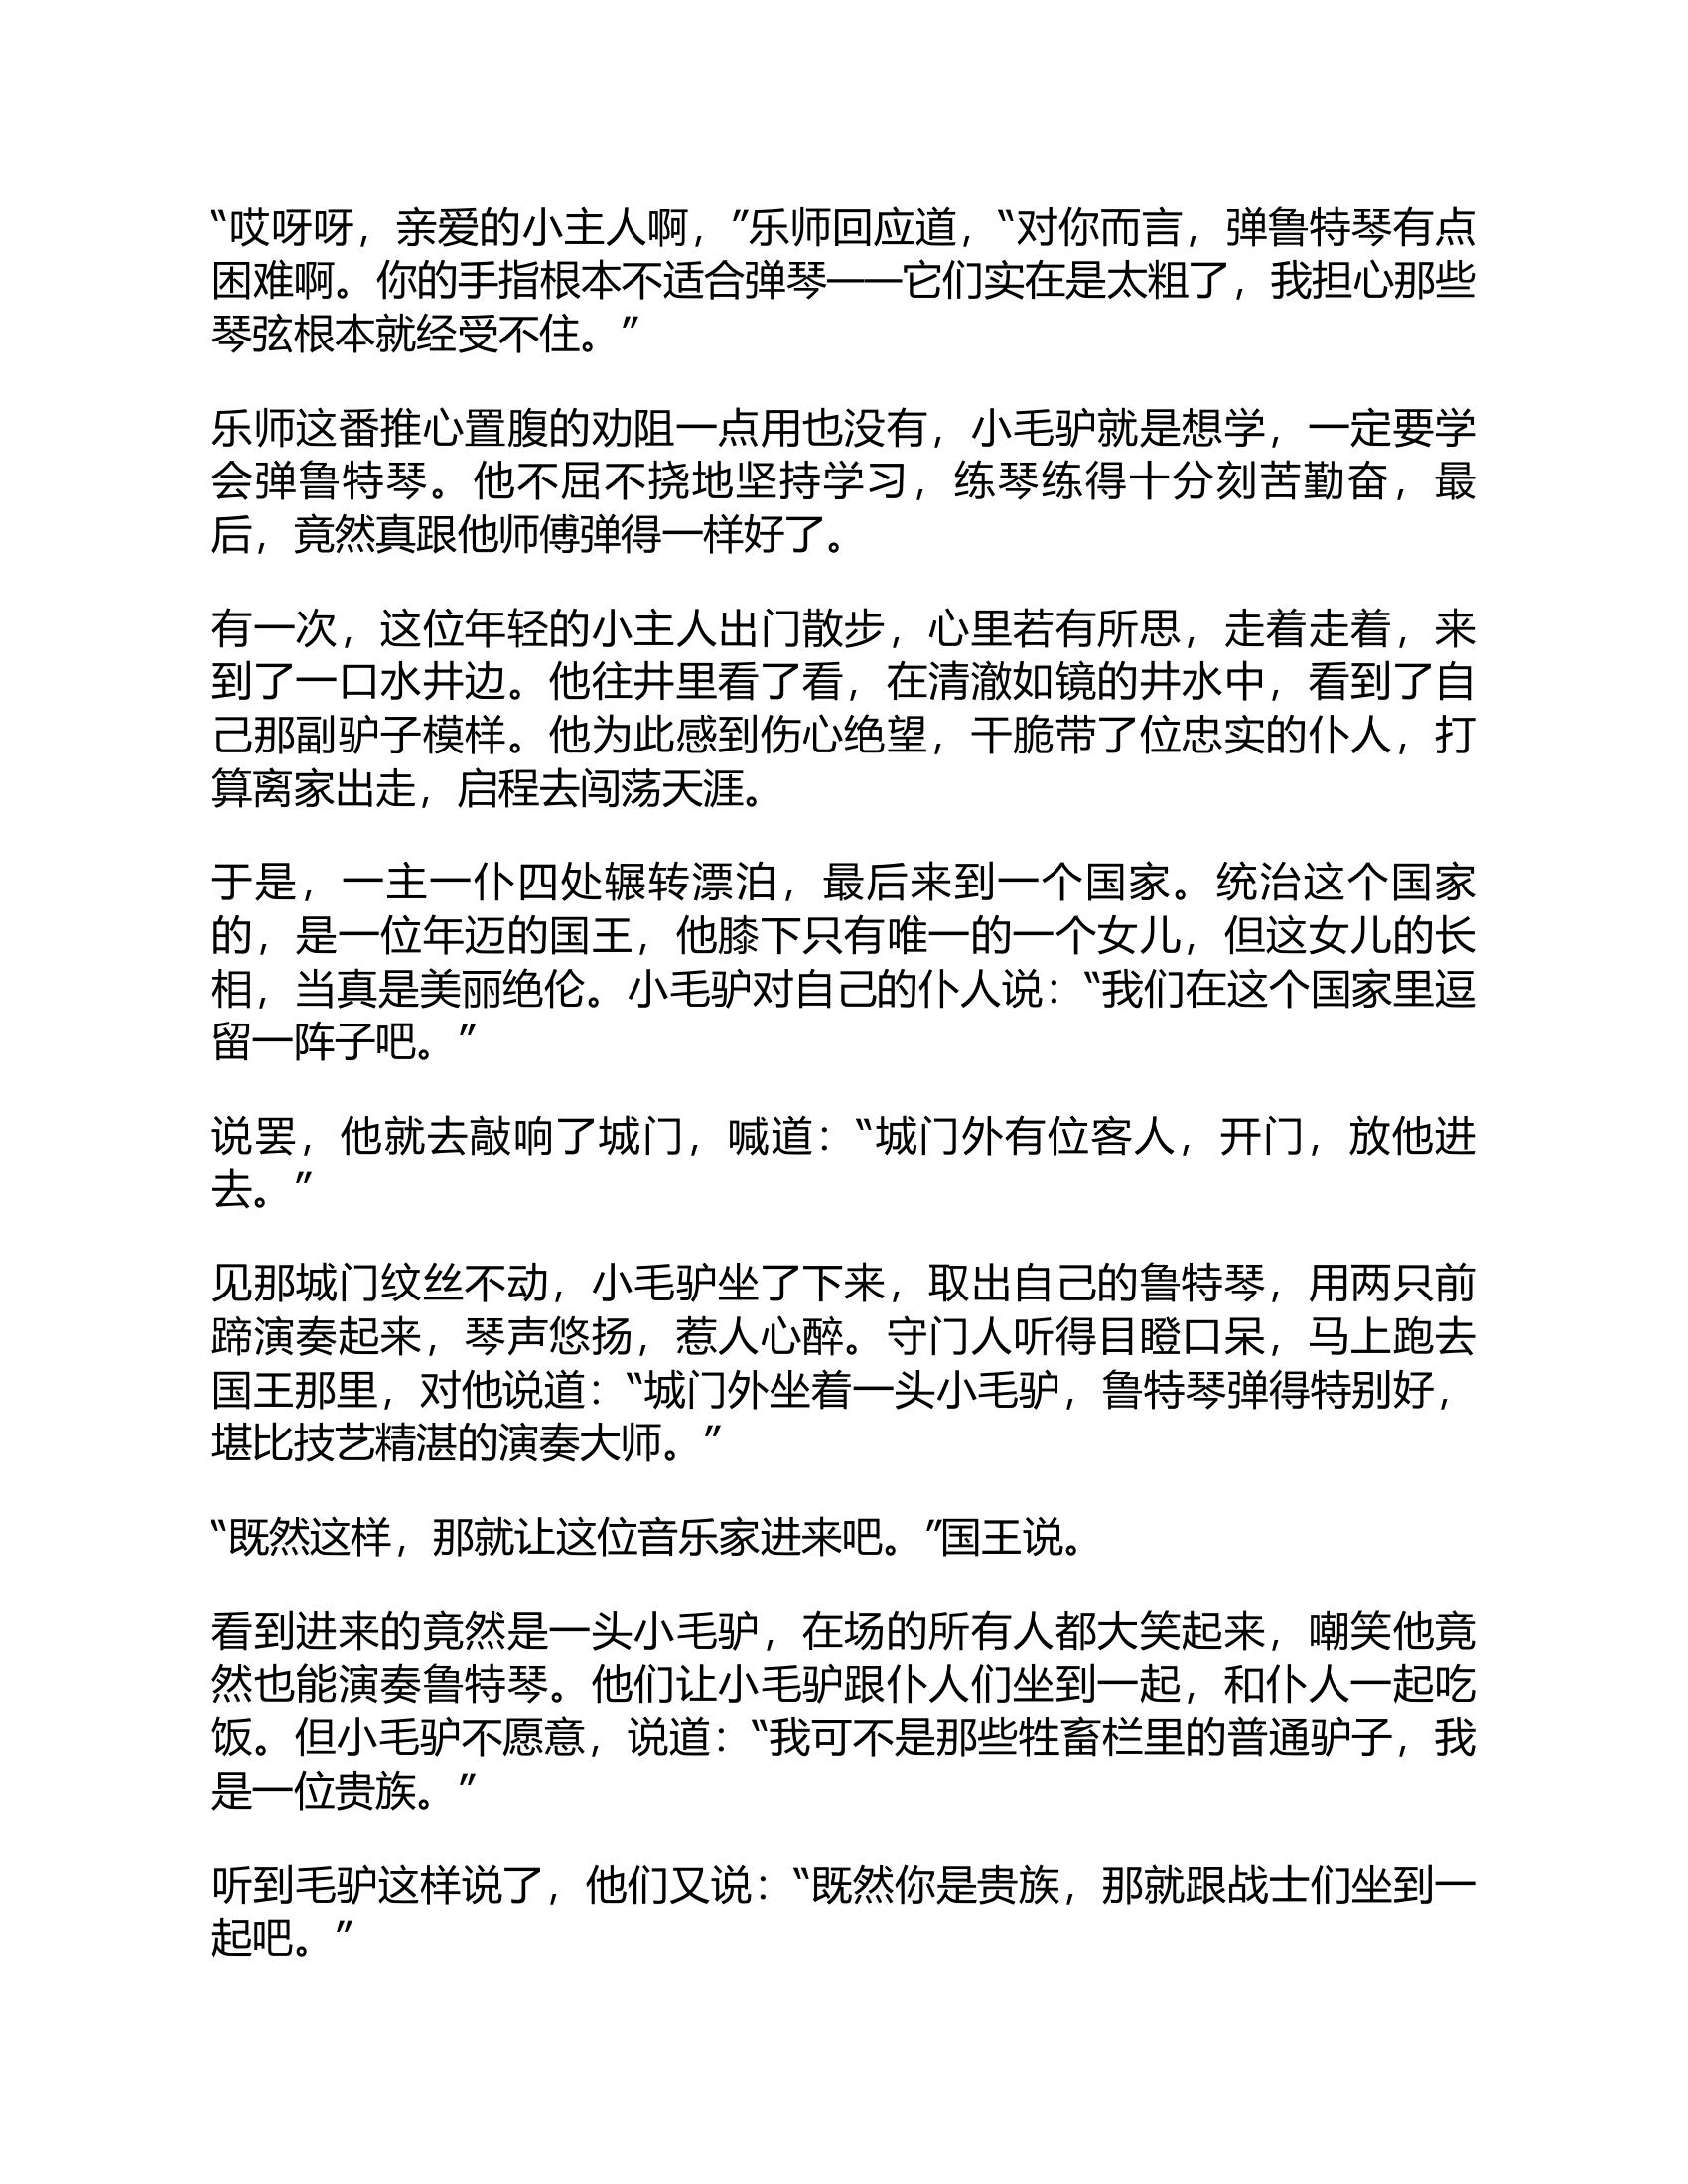 “哎呀呀，亲爱的小主人啊，”乐师回应道，“对你而言，弹鲁特琴有点
困难啊。你的手指根本不适合弹琴——它们实在是太粗了，我担心那些
琴弦根本就经受不住。”
乐师这番推心置腹的劝阻一点用也没有，小毛驴就是想学，一定要学
会弹鲁特琴。他不屈不挠地坚持学习，练琴练得十分刻苦勤奋，最
后，竟然真跟他师傅弹得一样好了。
有一次，这位年轻的小主人出门散步，心里若有所思，走着走着，来
到了一口水井边。他往井里看了看，在清澈如镜的井水中，看到了自
己那副驴子模样。他为此感到伤心绝望，干脆带了位忠实的仆人，打
算离家出走，启程去闯荡天涯。
于是，一主一仆四处辗转漂泊，最后来到一个国家。统治这个国家
的，是一位年迈的国王，他膝下只有唯一的一个女儿，但这女儿的长
相，当真是美丽绝伦。小毛驴对自己的仆人说：“我们在这个国家里逗
留一阵子吧。”
说罢，他就去敲响了城门，喊道：“城门外有位客人，开门，放他进
去。”
见那城门纹丝不动，小毛驴坐了下来，取出自己的鲁特琴，用两只前
蹄演奏起来，琴声悠扬，惹人心醉。守门人听得目瞪口呆，马上跑去
国王那里，对他说道：“城门外坐着一头小毛驴，鲁特琴弹得特别好，
堪比技艺精湛的演奏大师。”
“既然这样，那就让这位音乐家进来吧。”国王说。
看到进来的竟然是一头小毛驴，在场的所有人都大笑起来，嘲笑他竟
然也能演奏鲁特琴。他们让小毛驴跟仆人们坐到一起，和仆人一起吃
饭。但小毛驴不愿意，说道：“我可不是那些牲畜栏里的普通驴子，我
是一位贵族。”
听到毛驴这样说了，他们又说：“既然你是贵族，那就跟战士们坐到一
起吧。”